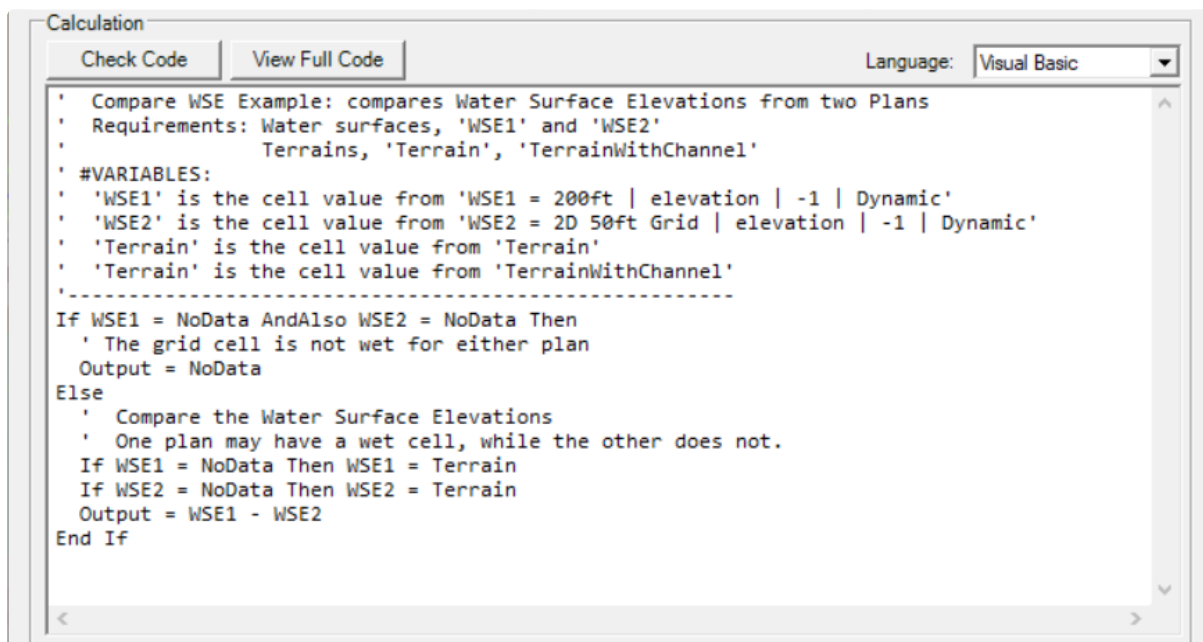 Calculation
Check Code View Full Code Language: Visual Basic
'  Compare WSE Example: compares Water Surface Elevations from two Plans
'  Requirements: Water surfaces, 'WSE1' and 'WSE2'
'                Terrains, 'Terrain', 'TerrainWithChannel'
' #VARIABLES:
'  'WSE1' is the cell value from 'WSE1 = 200ft | elevation | -1 | Dynamic'
'  'WSE2' is the cell value from 'WSE2 = 2D 50ft Grid | elevation | -1 | Dynamic'
'  'Terrain' is the cell value from 'Terrain'
'  'Terrain' is the cell value from 'TerrainWithChannel'
'-------------------------------------------------------
If WSE1 = NoData AndAlso WSE2 = NoData Then
  ' The grid cell is not wet for either plan
  Output = NoData
Else
  '  Compare the Water Surface Elevations
  '  One plan may have a wet cell, while the other does not.
  If WSE1 = NoData Then WSE1 = Terrain
  If WSE2 = NoData Then WSE2 = Terrain
  Output = WSE1 - WSE2
End If